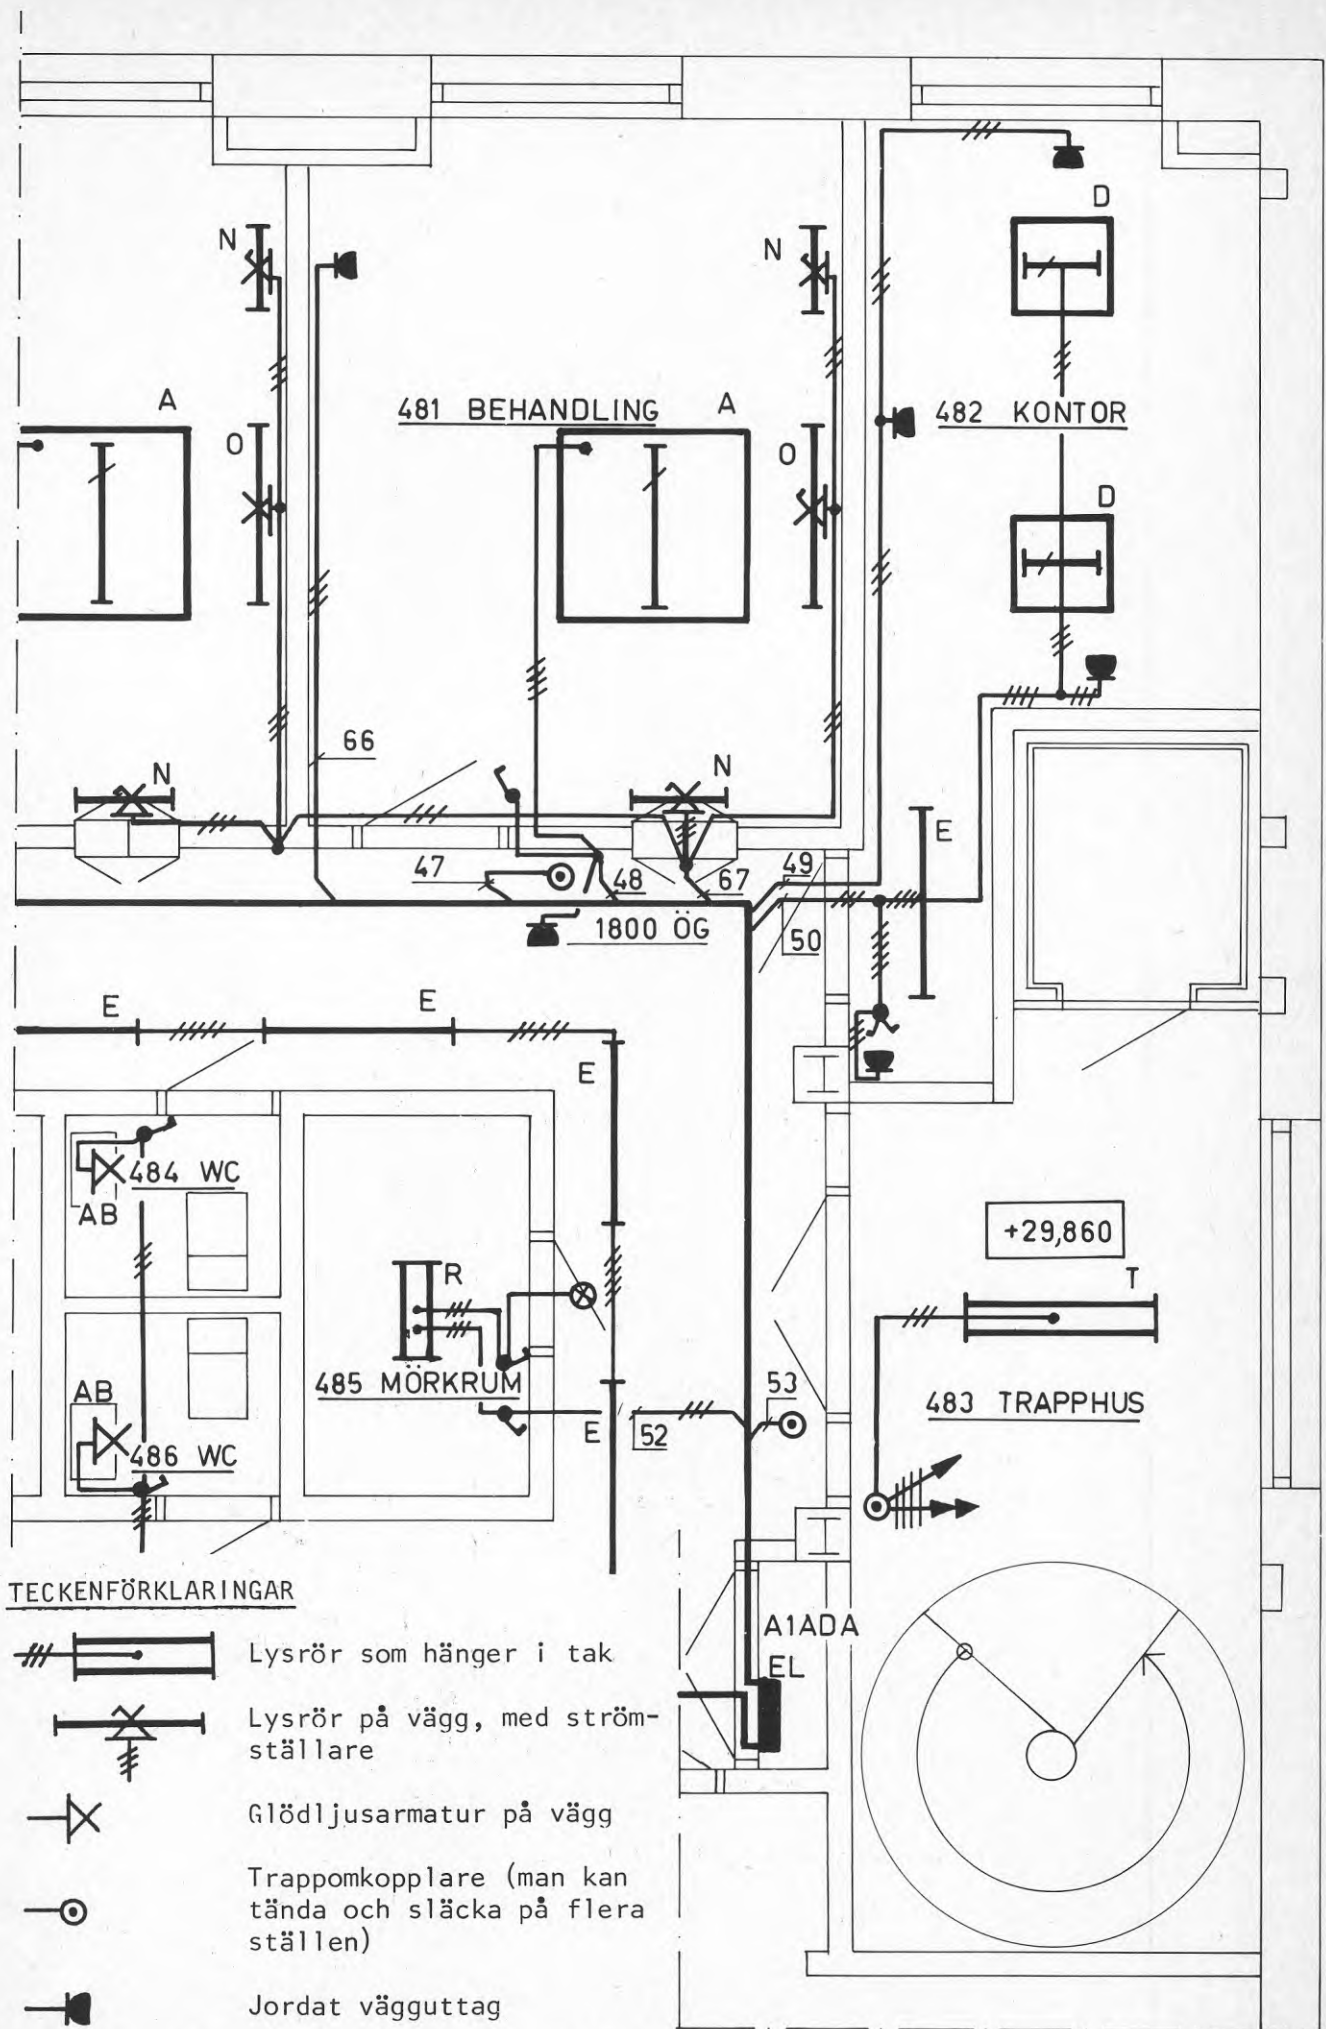 D
N
N
A
481 BEHANDLING
A
482 KONTOR
O
O
D
66
N
N
E
47
48
67
49
1800 ÖG
50
E
E
E
484 WC
AB
+29,860
R
T
AB
485 MÖRKRUM
53
483 TRAPPHUS
E
52
486 WC
TECKENFÖRKLARINGAR
A1ADA
EL
Lysrör som hänger i tak
Lysrör på vägg, med ström-
ställare
Glödljusarmatur på vägg
Trappomkopplare (man kan
tända och släcka på flera
ställen)
Jordat vägguttag